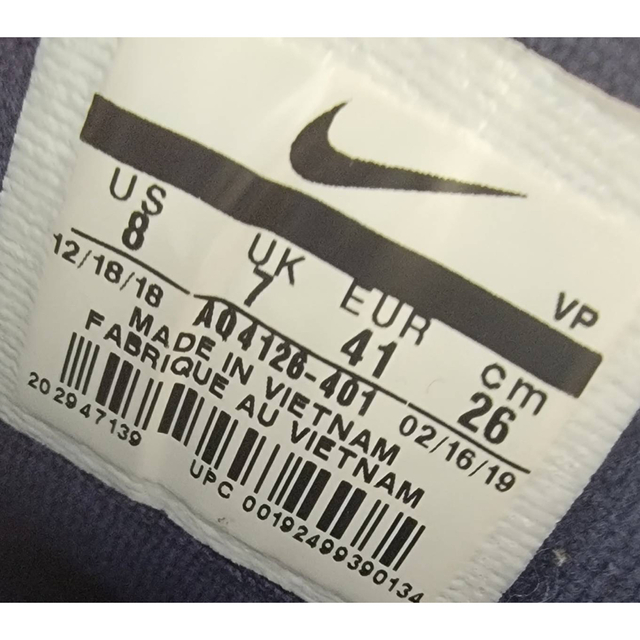 US UK EUR cm VP
8 7 41 26
12/18/18 AQ4126-401 02/16/19
MADE IN VIETNAM
FABRIQUE AU VIETNAM
202947139
UPC 00192499390134